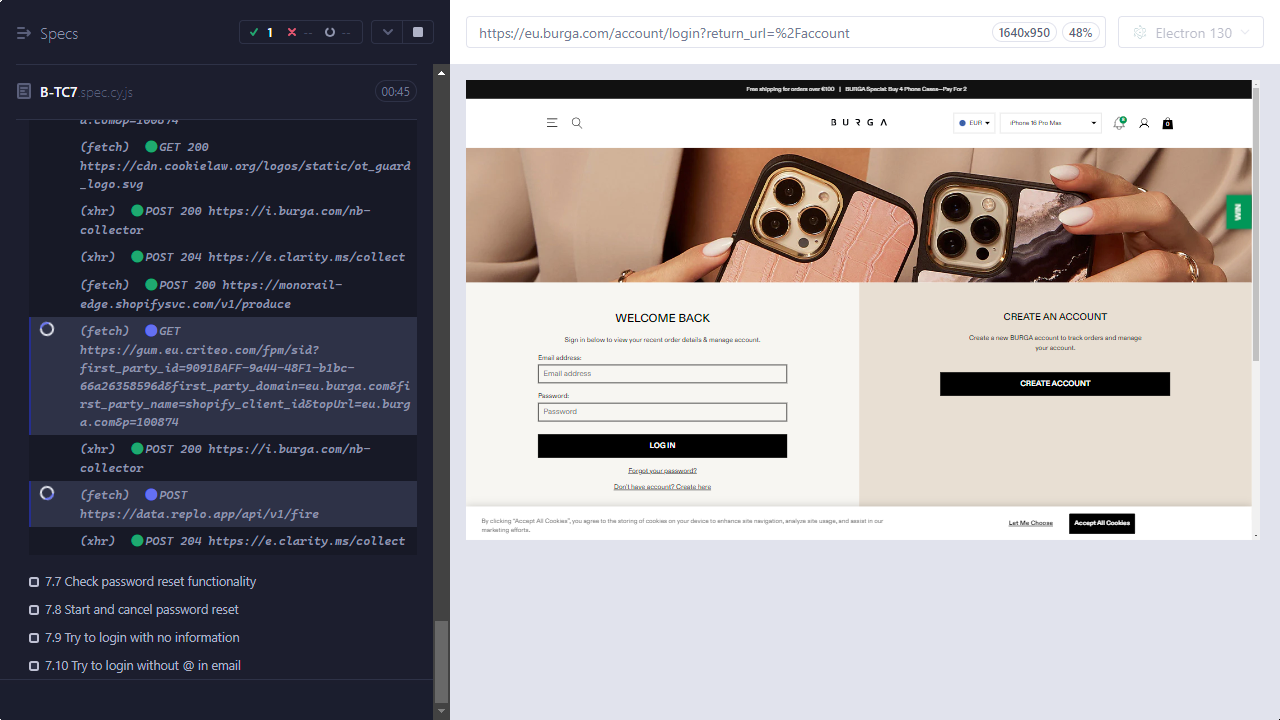 Specs
1
--
--
B-TC7.spec.cy.js
00:45
a.com&p=100874
(fetch) GET 200
https://cdn.cookielaw.org/logos/static/ot_guard
_logo.svg
(xhr) POST 200 https://i.burga.com/nb-
collector
(xhr) POST 204 https://e.clarity.ms/collect
(fetch) POST 200 https://monorail-
edge.shopifysvc.com/v1/produce
(fetch) GET
https://gum.eu.criteo.com/fpm/sid?
first_party_id=9091BAFF-9a44-48F1-b1bc-
66a26358596d&first_party_domain=eu.burga.com&fi
rst_party_name=shopify_client_id&topUrl=eu.burg
a.com&p=100874
(xhr) POST 200 https://i.burga.com/nb-
collector
(fetch) POST
https://data.replo.app/api/v1/fire
(xhr) POST 204 https://e.clarity.ms/collect
7.7 Check password reset functionality
7.8 Start and cancel password reset
7.9 Try to login with no information
7.10 Try to login without @ in email
https://eu.burga.com/account/login?return_url=%2Faccount
1640x950
48%
Electron 130
Free shipping for orders over €100 | BURGA Special: Buy 4 Phone Cases—Pay For 2
BURGA
EUR
iPhone 16 Pro Max
0
WIN
WELCOME BACK
Sign in below to view your recent order details & manage account.
Email address:
Email address
Password:
Password
LOG IN
Forgot your password?
Don't have account? Create here
CREATE AN ACCOUNT
Create a new BURGA account to track orders and manage
your account.
CREATE ACCOUNT
By clicking "Accept All Cookies", you agree to the storing of cookies on your device to enhance site navigation, analyze site usage, and assist in our
marketing efforts.
Let Me Choose
Accept All Cookies